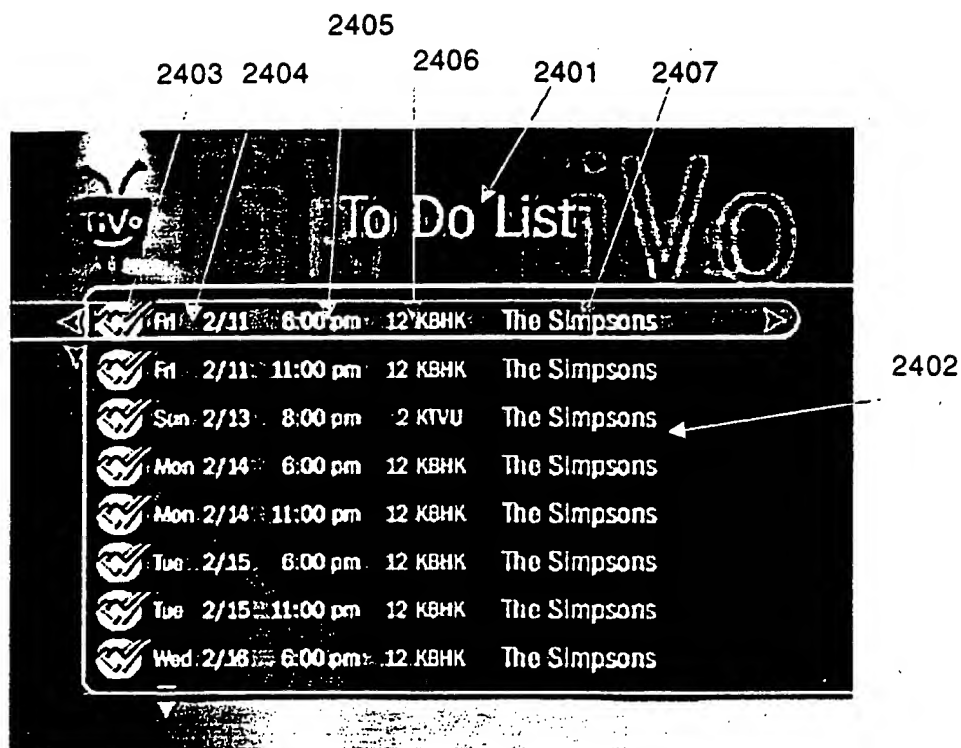 2405
2403 2404 2406 2401 2407
TiVo
To Do List
TiVo
Fri 2/11 6:00 pm 12 KBHK The Simpsons
Fri 2/11 11:00 pm 12 KBHK The Simpsons
2402
Sun 2/13 8:00 pm 2 KTVU The Simpsons
Mon 2/14 6:00 pm 12 KBHK The Simpsons
Mon 2/14 11:00 pm 12 KBHK The Simpsons
Tue 2/15 6:00 pm 12 KBHK The Simpsons
Tue 2/15 11:00 pm 12 KBHK The Simpsons
Wed 2/16 6:00 pm 12 KBHK The Simpsons